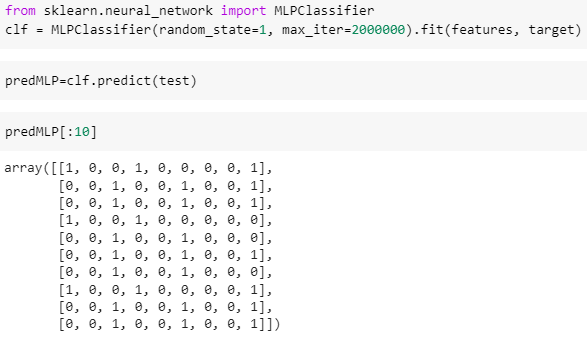 from sklearn.neural_network import MLPClassifier
clf = MLPClassifier(random_state=1, max_iter=2000000).fit(features, target)
predMLP=clf.predict(test)
predMLP[:10]
array([[1, 0, 0, 1, 0, 0, 0, 0, 1],
       [0, 0, 1, 0, 0, 1, 0, 0, 1],
       [0, 0, 1, 0, 0, 1, 0, 0, 1],
       [1, 0, 0, 1, 0, 0, 0, 0, 0],
       [0, 0, 1, 0, 0, 1, 0, 0, 0],
       [0, 0, 1, 0, 0, 1, 0, 0, 1],
       [0, 0, 1, 0, 0, 1, 0, 0, 0],
       [1, 0, 0, 1, 0, 0, 0, 0, 1],
       [0, 0, 1, 0, 0, 1, 0, 0, 1],
       [0, 0, 1, 0, 0, 1, 0, 0, 1]])